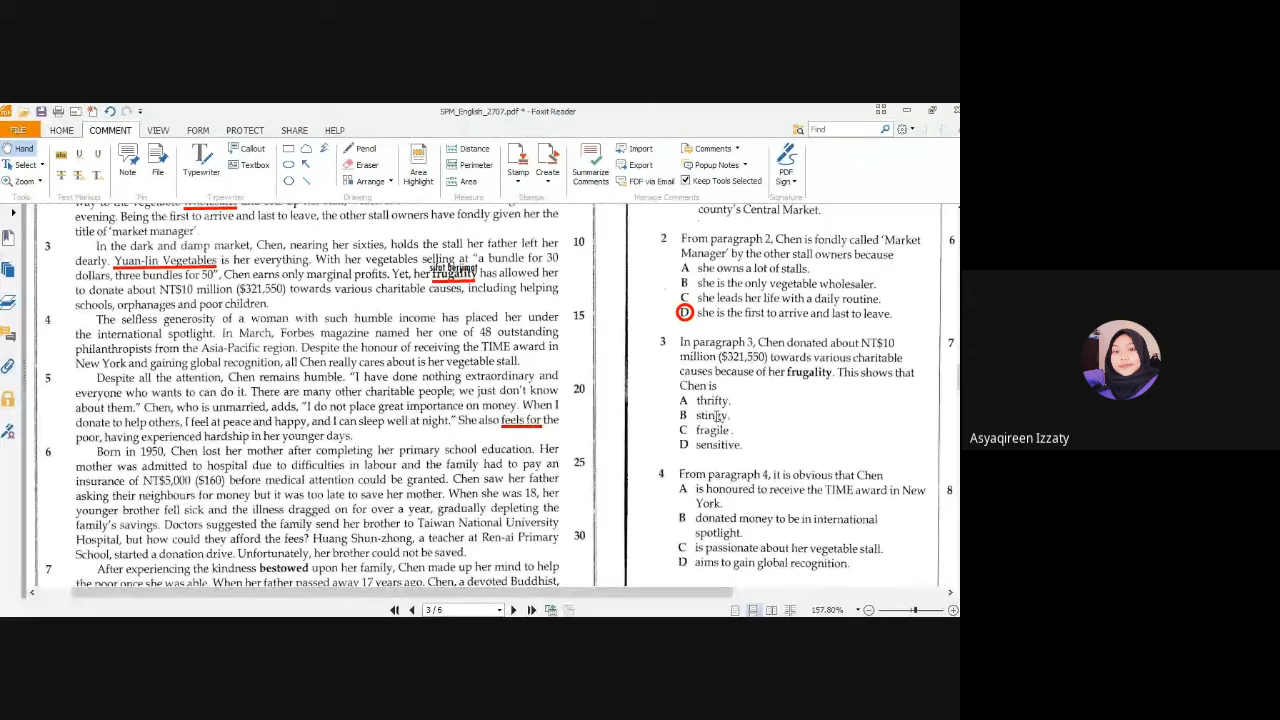 SPM_English_2707.pdf * - Foxit Reader
FILE HOME COMMENT VIEW FORM PROTECT SHARE HELP
Find
Hand
Select
Zoom
Tools
Text Markup
Note
File
Pin
Typewriter
Callout
Textbox
Typewriter
Pencil
Eraser
Arrange
Drawing
Area Highlight
Distance
Perimeter
Area
Measure
Stamp
Create
Stamps
Summarize Comments
Import
Export
FDF via Email
Comments
Popup Notes
Keep Tools Selected
Manage Comments
PDF Sign
Signature
evening. Being the first to arrive and last to leave, the other stall owners have fondly given her the
title of 'market manager'.
3 In the dark and damp market, Chen, nearing her sixties, holds the stall her father left her 10
dearly. Yuan-Jin Vegetables is her everything. With her vegetables selling at "a bundle for 30
sifat berjimat
dollars, three bundles for 50", Chen earns only marginal profits. Yet, her frugality has allowed her
to donate about NT$10 million ($321,550) towards various charitable causes, including helping
schools, orphanages and poor children.
4 The selfless generosity of a woman with such humble income has placed her under 15
the international spotlight. In March, Forbes magazine named her one of 48 outstanding
philanthropists from the Asia-Pacific region. Despite the honour of receiving the TIME award in
New York and gaining global recognition, all Chen really cares about is her vegetable stall.
5 Despite all the attention, Chen remains humble. "I have done nothing extraordinary and
everyone who wants to can do it. There are many other charitable people; we just don't know 20
about them." Chen, who is unmarried, adds, "I do not place great importance on money. When I
donate to help others, I feel at peace and happy, and I can sleep well at night." She also feels for the
poor, having experienced hardship in her younger days.
6 Born in 1950, Chen lost her mother after completing her primary school education. Her
mother was admitted to hospital due to difficulties in labour and the family had to pay an 25
insurance of NT$5,000 ($160) before medical attention could be granted. Chen saw her father
asking their neighbours for money but it was too late to save her mother. When she was 18, her
younger brother fell sick and the illness dragged on for over a year, gradually depleting the
family's savings. Doctors suggested the family send her brother to Taiwan National University
Hospital, but how could they afford the fees? Huang Shun-zhong, a teacher at Ren-ai Primary 30
School, started a donation drive. Unfortunately, her brother could not be saved.
7 After experiencing the kindness bestowed upon her family, Chen made up her mind to help
the poor once she was able. When her father passed away 17 years ago, Chen, a devoted Buddhist,
county's Central Market.
2 From paragraph 2, Chen is fondly called 'Market 6
Manager' by the other stall owners because
A she owns a lot of stalls.
B she is the only vegetable wholesaler.
C she leads her life with a daily routine.
D she is the first to arrive and last to leave.
3 In paragraph 3, Chen donated about NT$10 7
million ($321,550) towards various charitable
causes because of her frugality. This shows that
Chen is
A thrifty.
B stingy.
C fragile.
D sensitive.
4 From paragraph 4, it is obvious that Chen
A is honoured to receive the TIME award in New 8
York.
B donated money to be in international
spotlight.
C is passionate about her vegetable stall.
D aims to gain global recognition.
3 / 6
157.80%
Asyaqireen Izzaty